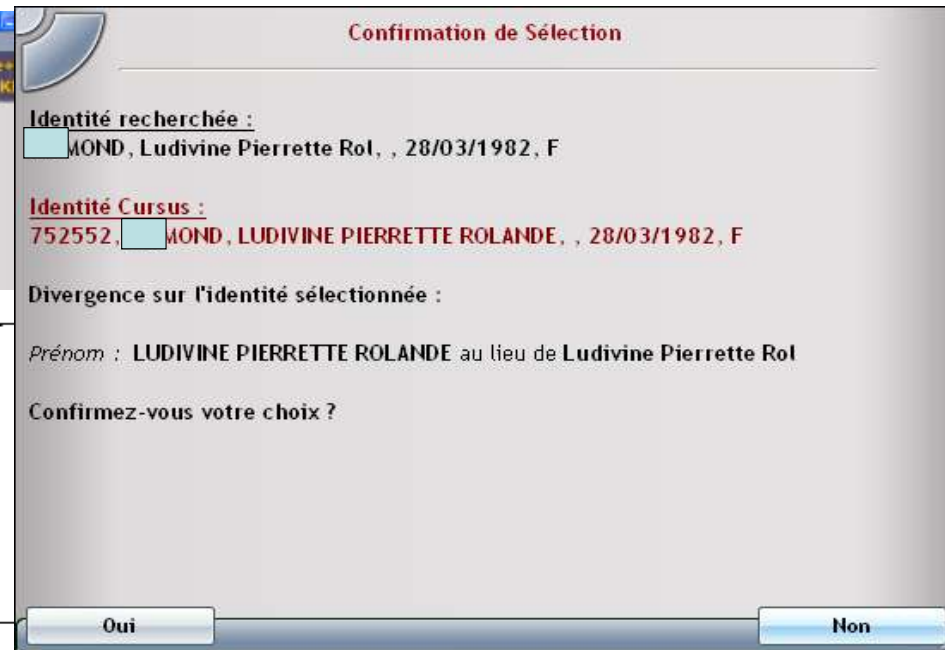 Confirmation de Sélection
Identité recherchée :
MOND, Ludivine Pierrette Rol, , 28/03/1982, F
Identité Cursus :
752552, MOND, LUDIVINE PIERRETTE ROLANDE, , 28/03/1982, F
Divergence sur l'identité sélectionnée :
Prénom : LUDIVINE PIERRETTE ROLANDE au lieu de Ludivine Pierrette Rol
Confirmez-vous votre choix ?
Oui
Non